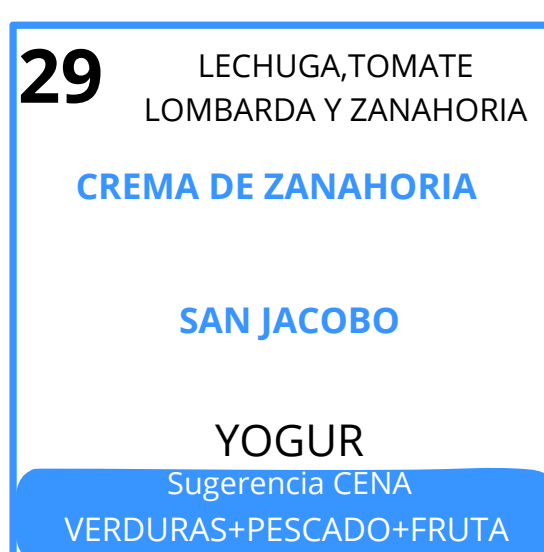 29
LECHUGA,TOMATE
LOMBARDA Y ZANAHORIA
CREMA DE ZANAHORIA
SAN JACOBO
YOGUR
Sugerencia CENA
VERDURAS+PESCADO+FRUTA